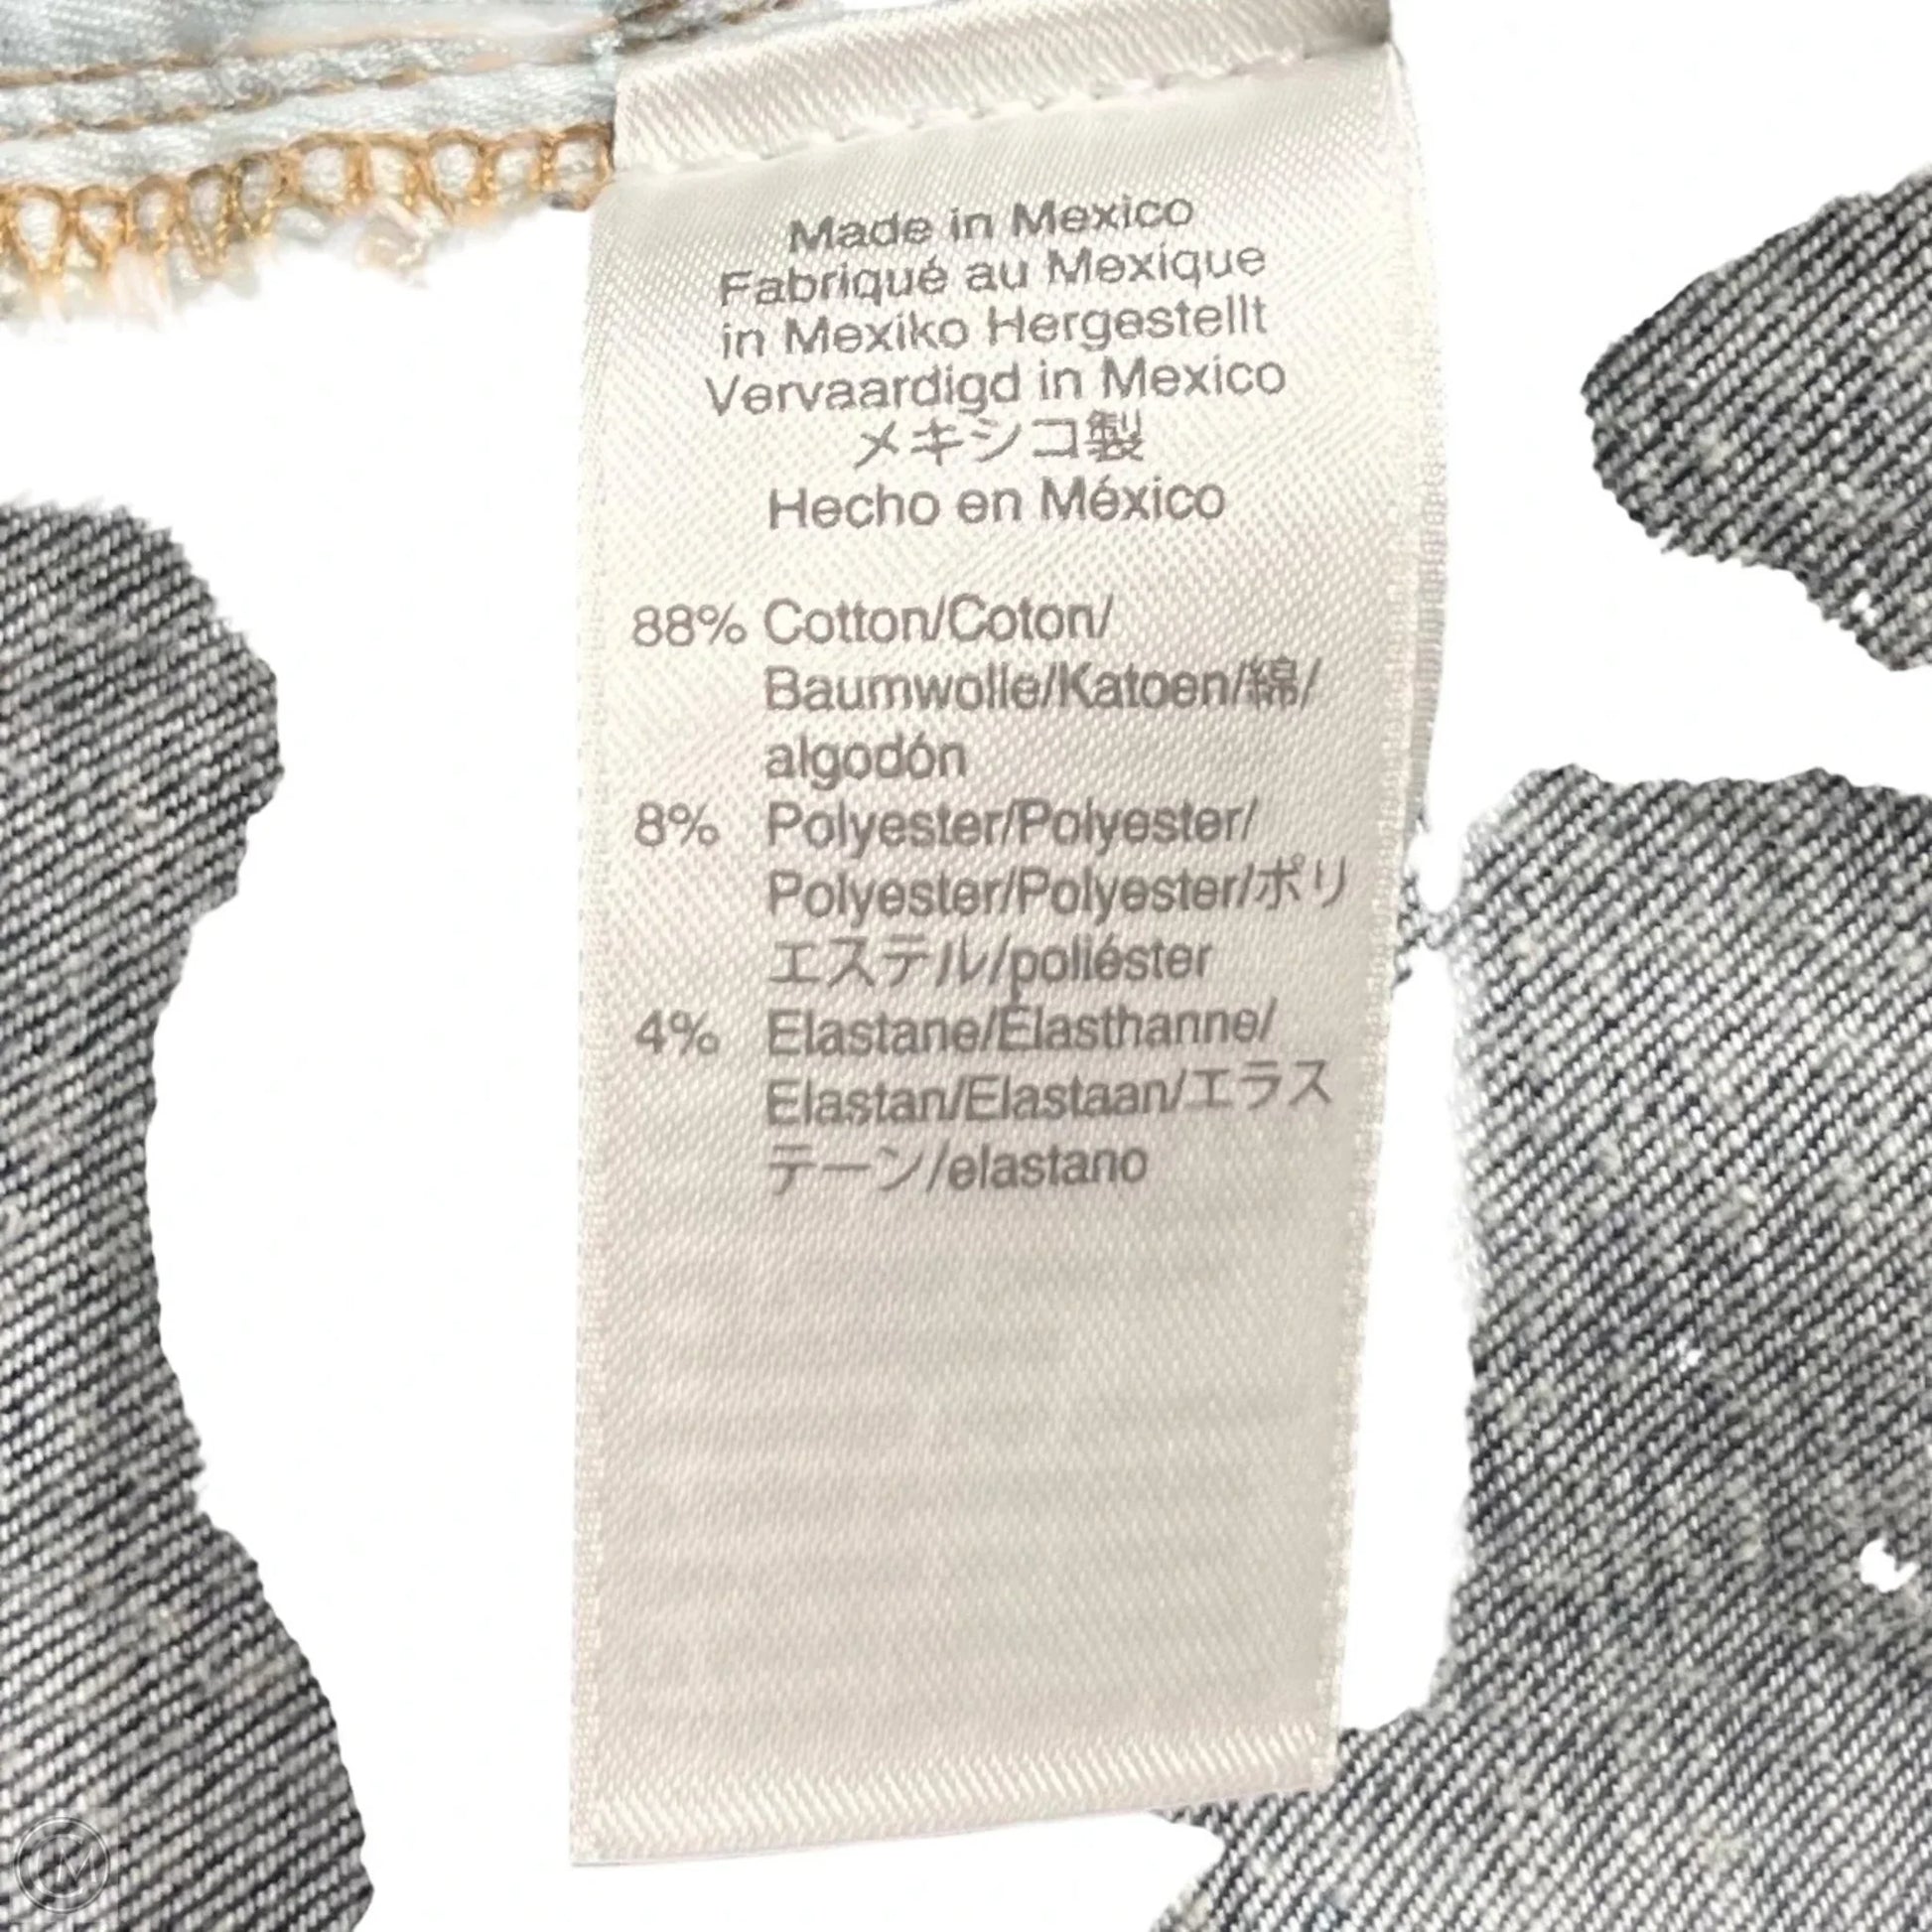 Made in Mexico
Fabriqué au Mexique
in Mexiko Hergestellt
Vervaardigd in Mexico
メキシコ製
Hecho en México
88% Cotton/Coton/
Baumwolle/Katoen/綿/
algodón
8% Polyester/Polyester/
Polyester/Polyester/ポリ
エステル/poliéster
4% Elastane/Élasthanne/
Elastan/Elastaan/エラス
テーン/elastano